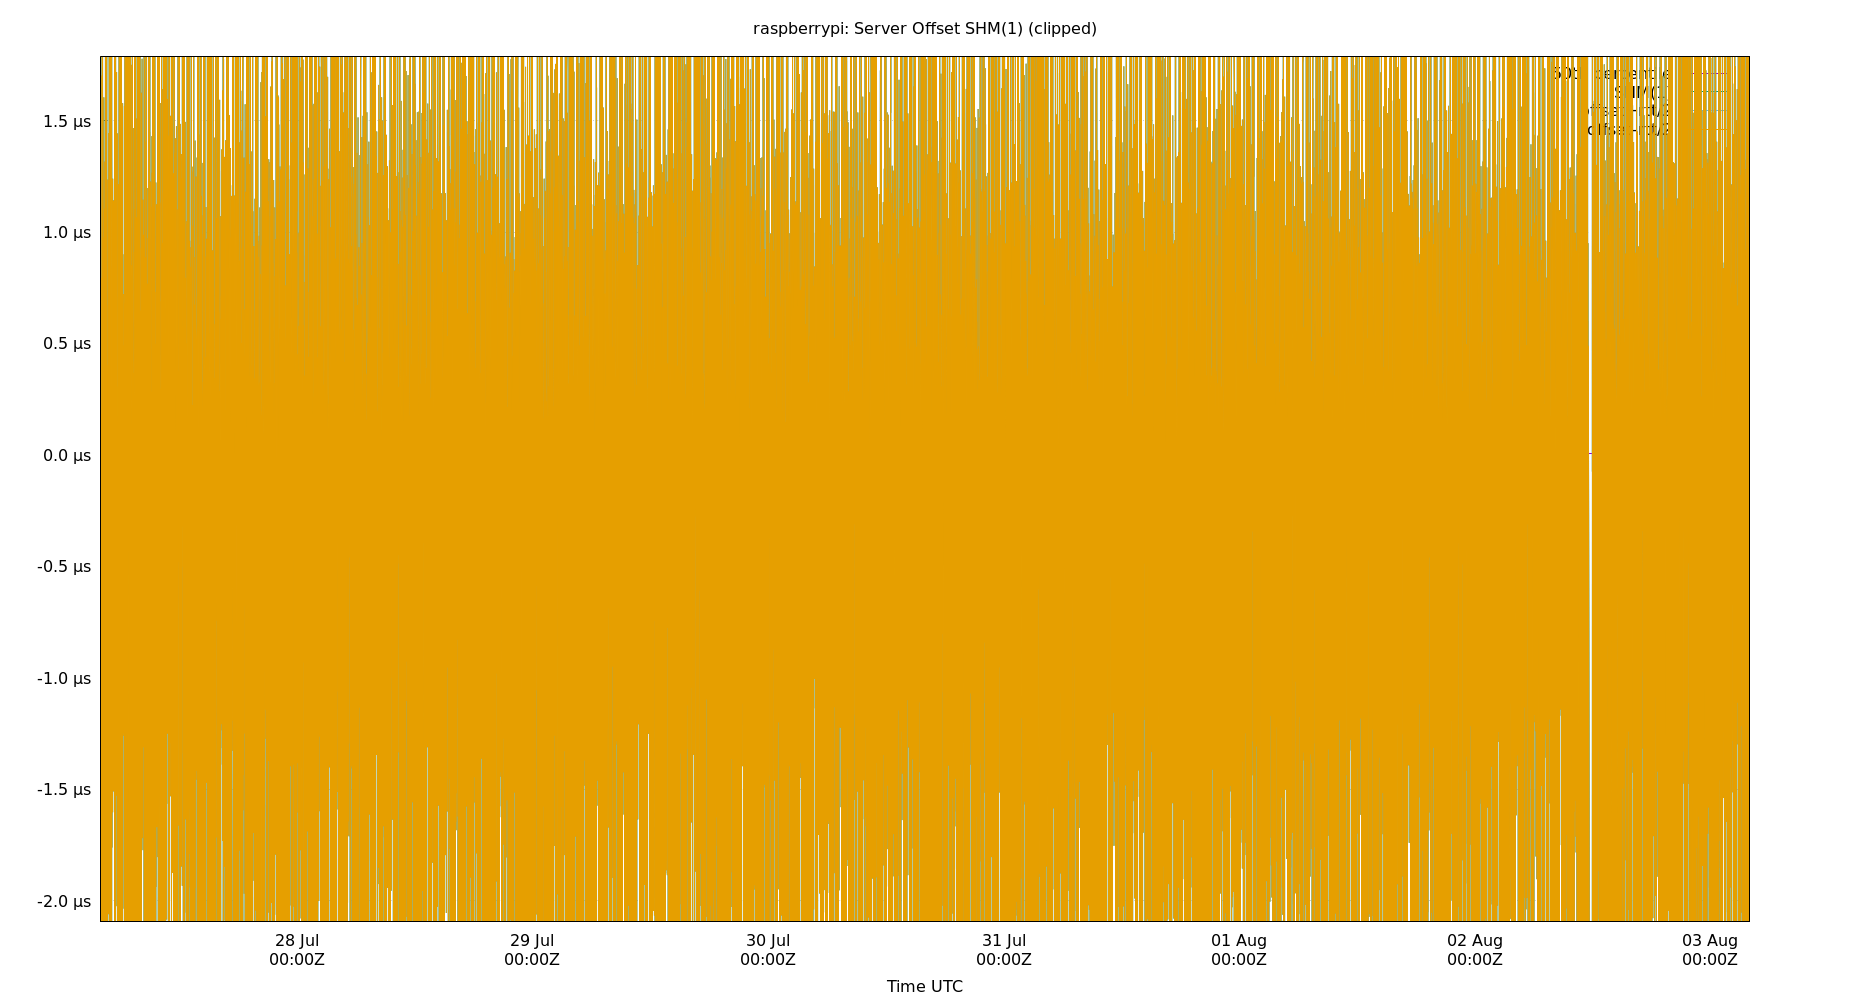 raspberrypi: Server Offset SHM(1) (clipped)
1.5 µs
1.0 µs
0.5 µs
0.0 µs
-0.5 µs
-1.0 µs
-1.5 µs
-2.0 µs
28 Jul 00:00Z
29 Jul 00:00Z
30 Jul 00:00Z
31 Jul 00:00Z
01 Aug 00:00Z
02 Aug 00:00Z
03 Aug 00:00Z
Time UTC